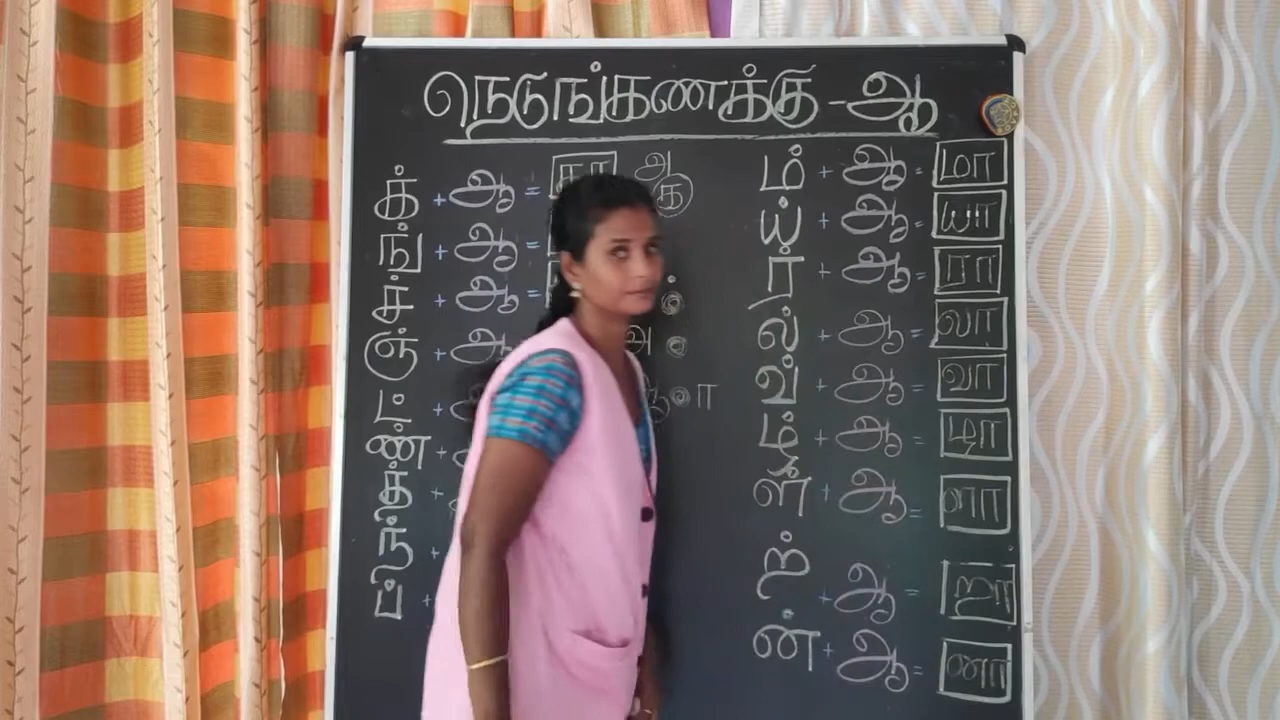 நெடுங்கணக்கு - ஆ
க் + ஆ = கா
ங் + ஆ =
ச் + ஆ =
ஞ் + ஆ
ட் +
ண் +
த் +
ந் +
ப் +
ஆ
க
ஆ
ம் + ஆ = மா
ய் + ஆ = யா
ர் + ஆ = ரா
ல் + ஆ = லா
வ் + ஆ = வா
ழ் + ஆ = ழா
ள் + ஆ = ளா
ற் + ஆ = றா
ன் + ஆ = னா